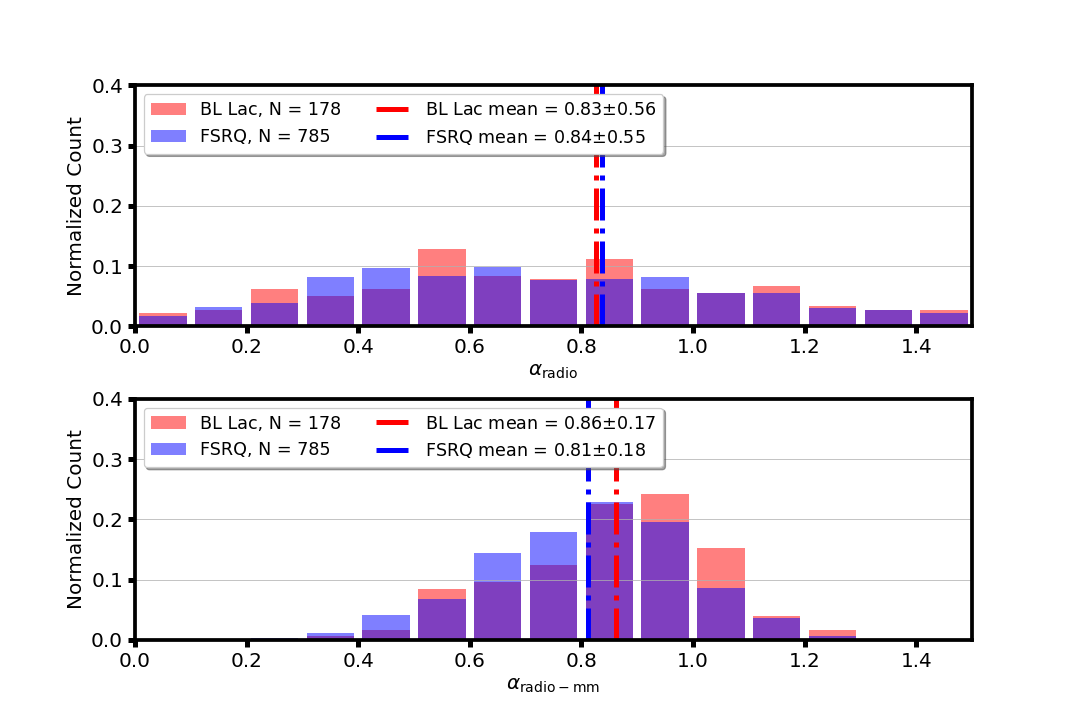 0.4
BL Lac, N = 178 BL Lac mean = 0.83±0.56
FSRQ, N = 785 FSRQ mean = 0.84±0.55
0.3
Normalized Count
0.2
0.1
0.0
0.0 0.2 0.4 0.6 0.8 1.0 1.2 1.4
αradio
0.4
BL Lac, N = 178 BL Lac mean = 0.86±0.17
FSRQ, N = 785 FSRQ mean = 0.81±0.18
0.3
Normalized Count
0.2
0.1
0.0
0.0 0.2 0.4 0.6 0.8 1.0 1.2 1.4
αradio − mm